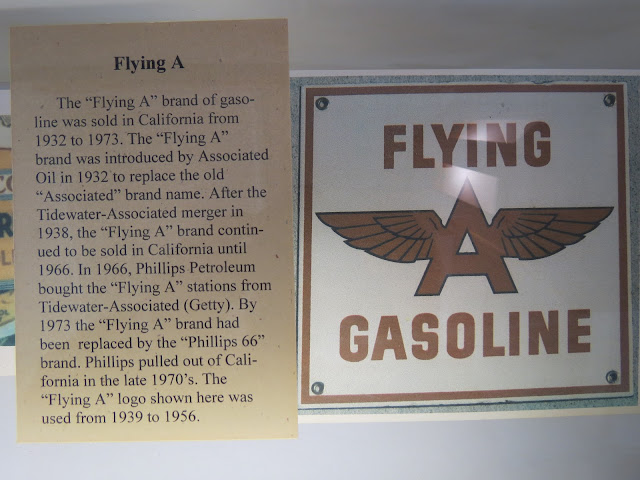 Flying A
The “Flying A” brand of gaso-
line was sold in California from
1932 to 1973. The “Flying A”
brand was introduced by Associated
Oil in 1932 to replace the old
“Associated” brand name. After the
Tidewater-Associated merger in
1938, the “Flying A” brand contin-
ued to be sold in California until
1966. In 1966, Phillips Petroleum
bought the “Flying A” stations from
Tidewater-Associated (Getty). By
1973 the “Flying A” brand had
been replaced by the “Phillips 66”
brand. Phillips pulled out of Cali-
fornia in the late 1970’s. The
“Flying A” logo shown here was
used from 1939 to 1956.
FLYING
A
GASOLINE